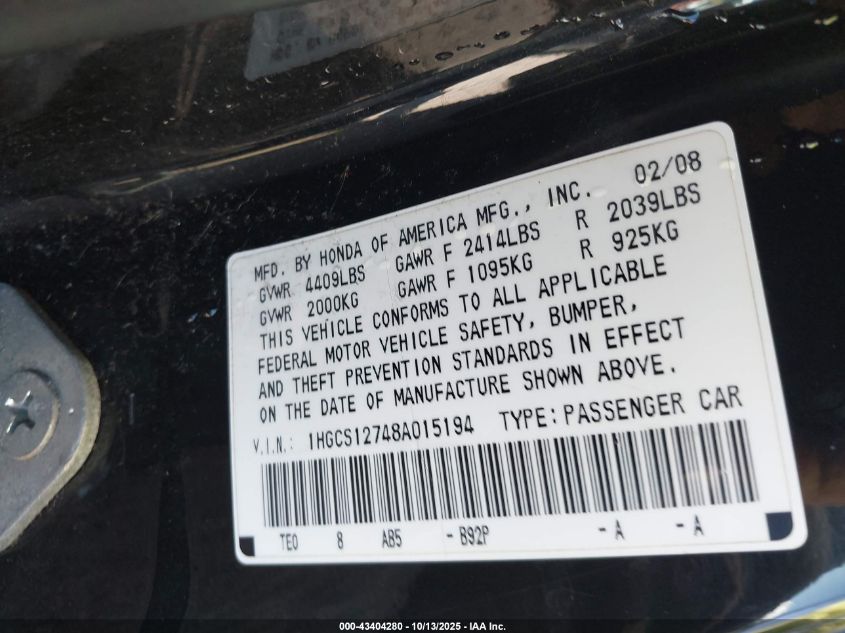 02/08
MFD. BY HONDA OF AMERICA MFG., INC.
GVWR 4409LBS GAWR F 2414LBS R 2039LBS
GVWR 2000KG GAWR F 1095KG R 925KG
THIS VEHICLE CONFORMS TO ALL APPLICABLE
FEDERAL MOTOR VEHICLE SAFETY, BUMPER,
AND THEFT PREVENTION STANDARDS IN EFFECT
ON THE DATE OF MANUFACTURE SHOWN ABOVE.
V.I.N.: 1HGCS12748A015194 TYPE:PASSENGER CAR
TE0 8 AB5 -B92P -A -A
000-43404280 - 10/13/2025 - IAA Inc.